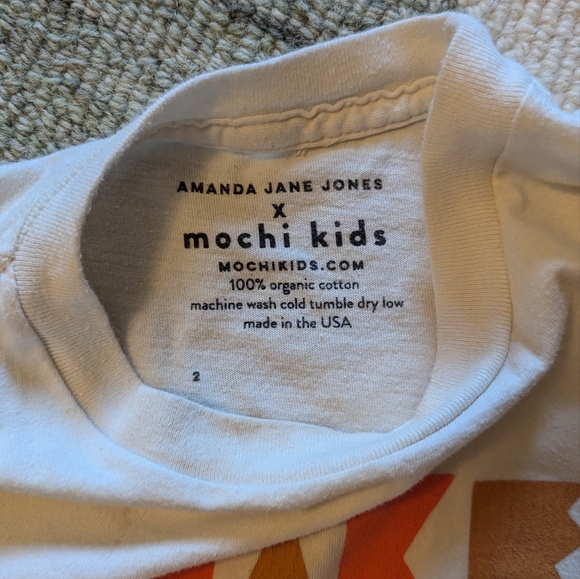 AMANDA JANE JONES
X
mochi kids
MOCHIKIDS.COM
100% organic cotton
machine wash cold tumble dry low
made in the USA
2